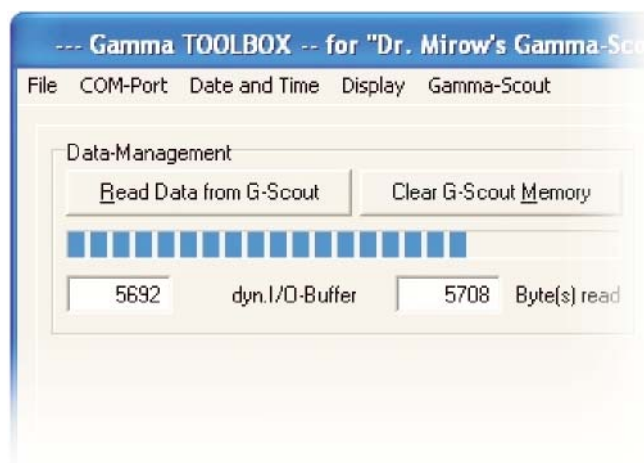 --- Gamma TOOLBOX -- for "Dr. Mirow's Gamma-Sco
File COM-Port Date and Time Display Gamma-Scout
Data-Management
Read Data from G-Scout Clear G-Scout Memory
5692 dyn.I/O-Buffer 5708 Byte(s) read